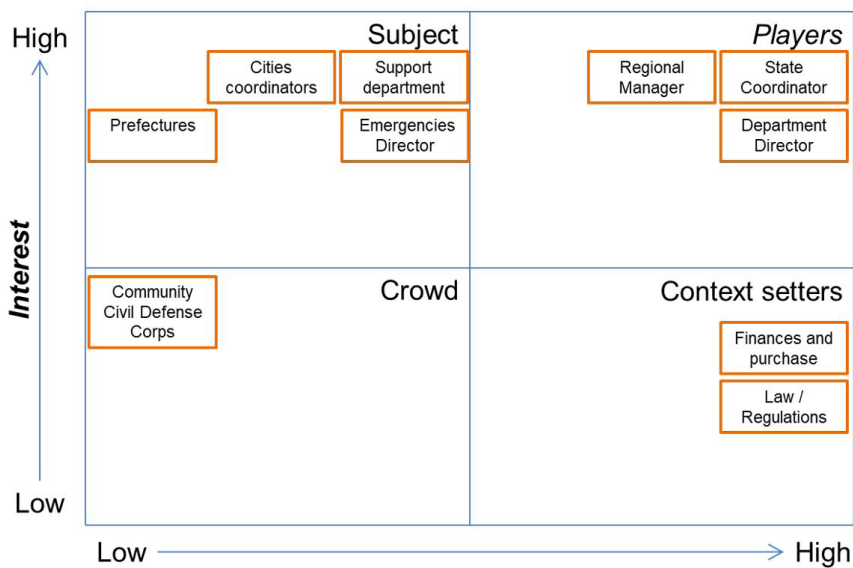 High
Subject
Players
Cities
coordinators
Support
department
Regional
Manager
State
Coordinator
Prefectures
Emergencies
Director
Department
Director
Interest
Crowd
Context setters
Community
Civil Defense
Corps
Finances and
purchase
Law /
Regulations
Low
Low
High